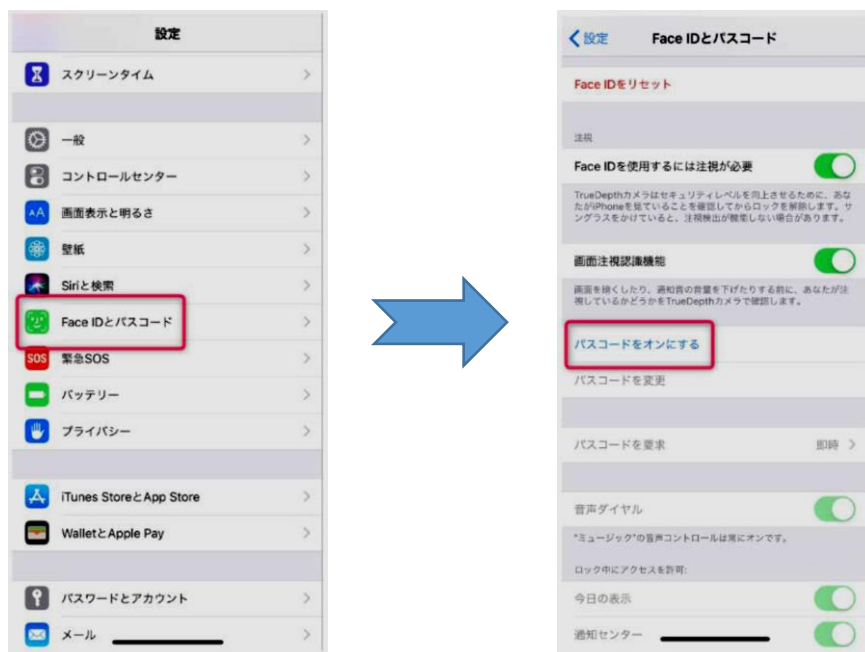 設定
スクリーンタイム
一般
コントロールセンター
AA
画面表示と明るさ
壁紙
Siriと検索
Face IDとパスコード
SOS
緊急SOS
バッテリー
プライバシー
iTunes StoreとApp Store
WalletとApple Pay
パスワードとアカウント
メール
設定
Face IDとパスコード
Face IDをリセット
注視
Face IDを使用するには注視が必要
TrueDepthカメラはセキュリティレベルを向上させるために、あな
たがiPhoneを見ていることを確認してからロックを解除します。サ
ングラスをかけていると、注視検出が機能しない場合があります。
画面注視認識機能
画面を暗くしたり、通知音の音量を下げたりする前に、あなたが注
視しているかどうかをTrueDepthカメラで確認します。
パスコードをオンにする
パスコードを変更
パスコードを要求
即時
音声ダイヤル
"ミュージック"の音声コントロールは常にオンです。
ロック中にアクセスを許可:
今日の表示
通知センター